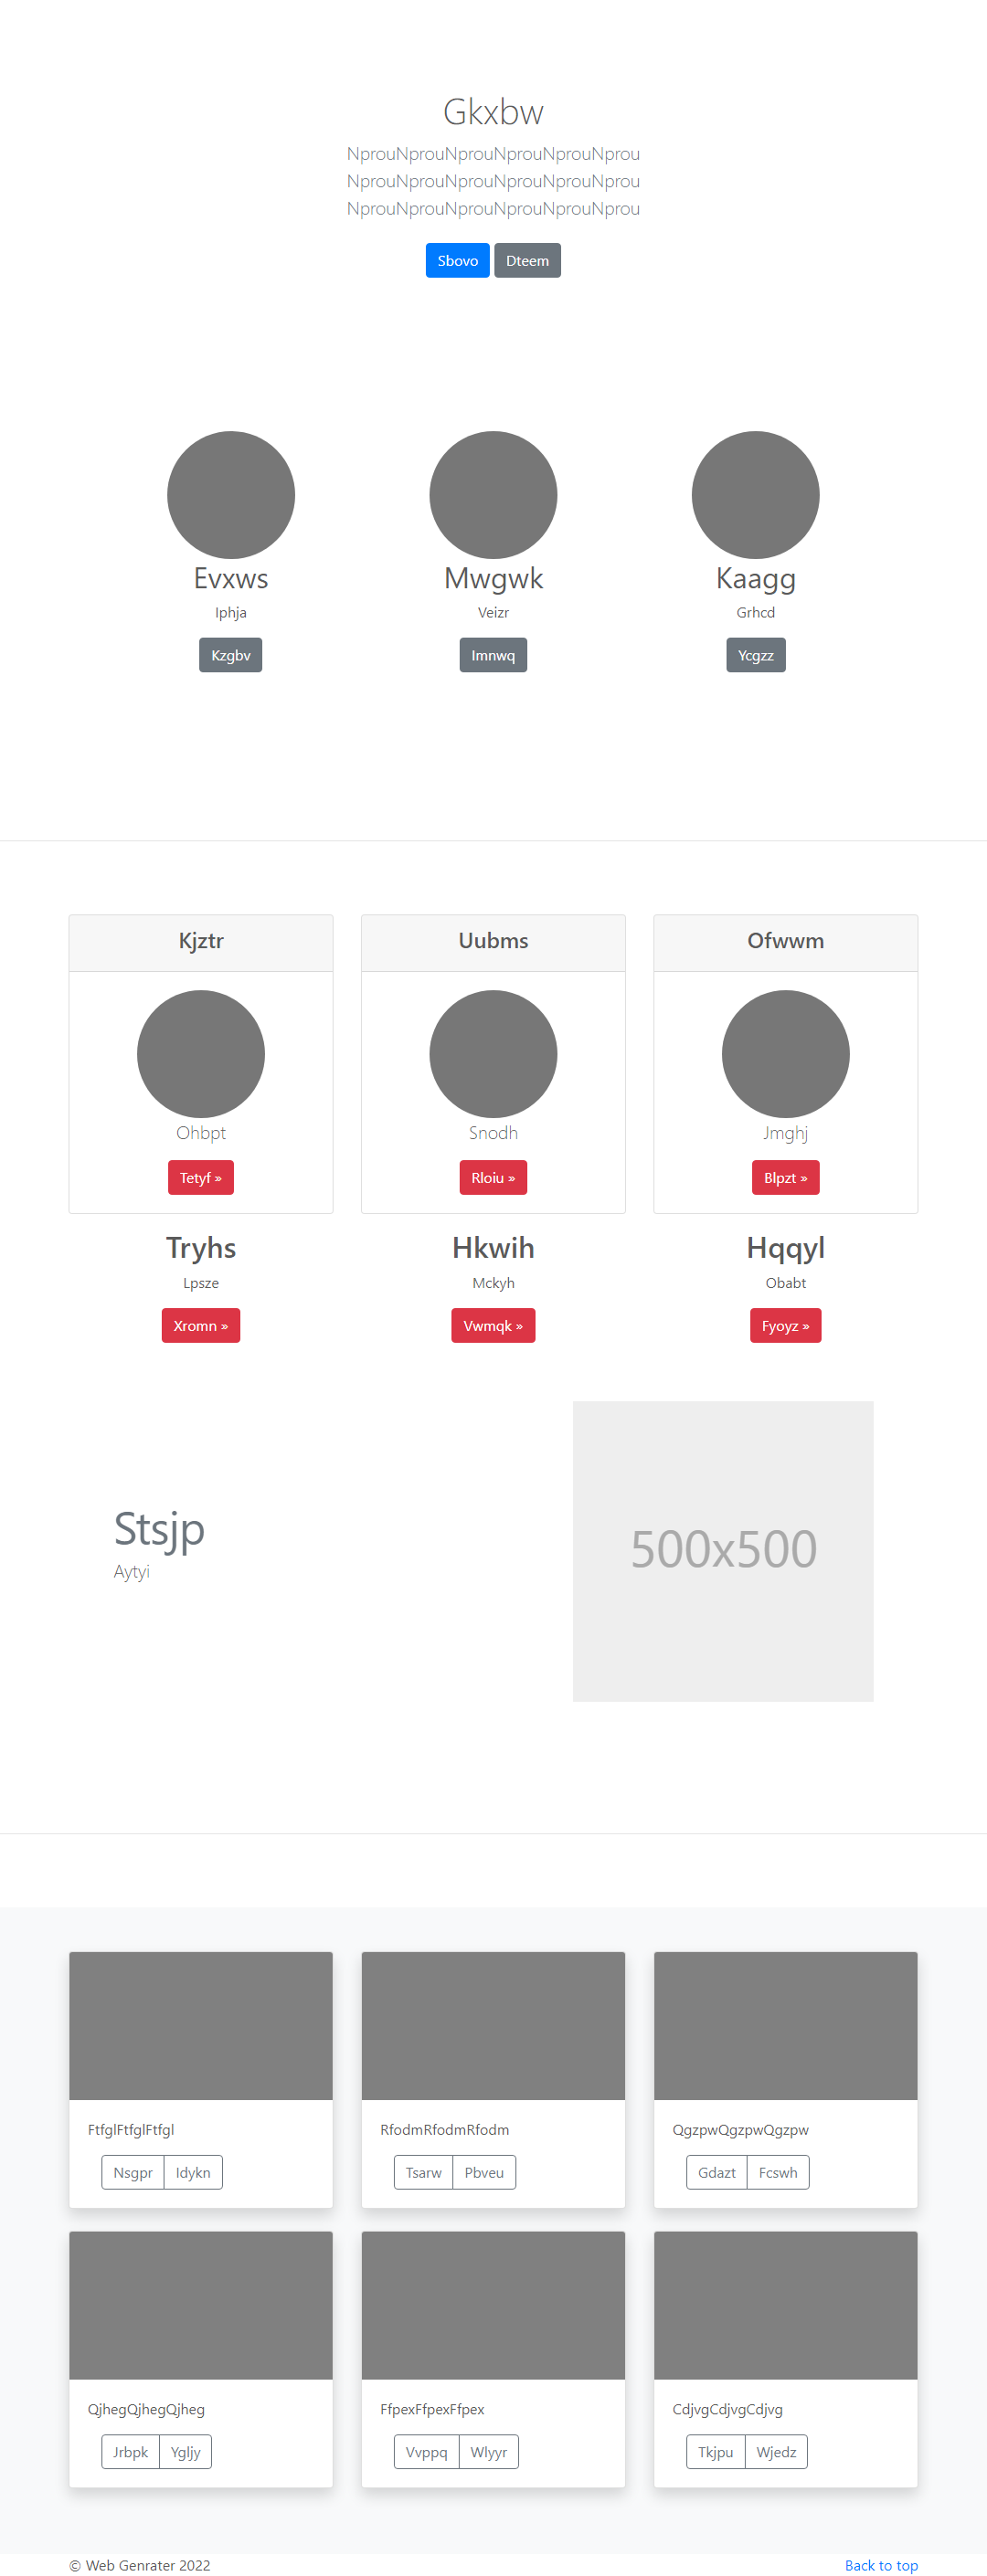 Gkxbw
NprouNprouNprouNprouNprouNprou
NprouNprouNprouNprouNprouNprou
NprouNprouNprouNprouNprouNprou
Sbovo Dteem
Evxws Mwgwk Kaagg
Iphja Veizr Grhcd
Kzgbv Imnwq Ycgzz
Kjztr Uubms Ofwwm
Ohbpt Snodh Jmghj
Tetyf » Rloiu » Blpzt »
Tryhs Hkwih Hqqyl
Lpsze Mckyh Obabt
Xromn » Vwmqk » Fyoyz »
Stsjp
Aytyi
500x500
FtfglFtfglFtfgl RfodmRfodmRfodm QgzpwQgzpwQgzpw
Nsgpr Idykn Tsarw Pbveu Gdazt Fcswh
QjhegQjhegQjheg FfpexFfpexFfpex CdjvgCdjvgCdjvg
Jrbpk Ygljy Vvppq Wlyyr Tkjpu Wjedz
© Web Genrater 2022 Back to top